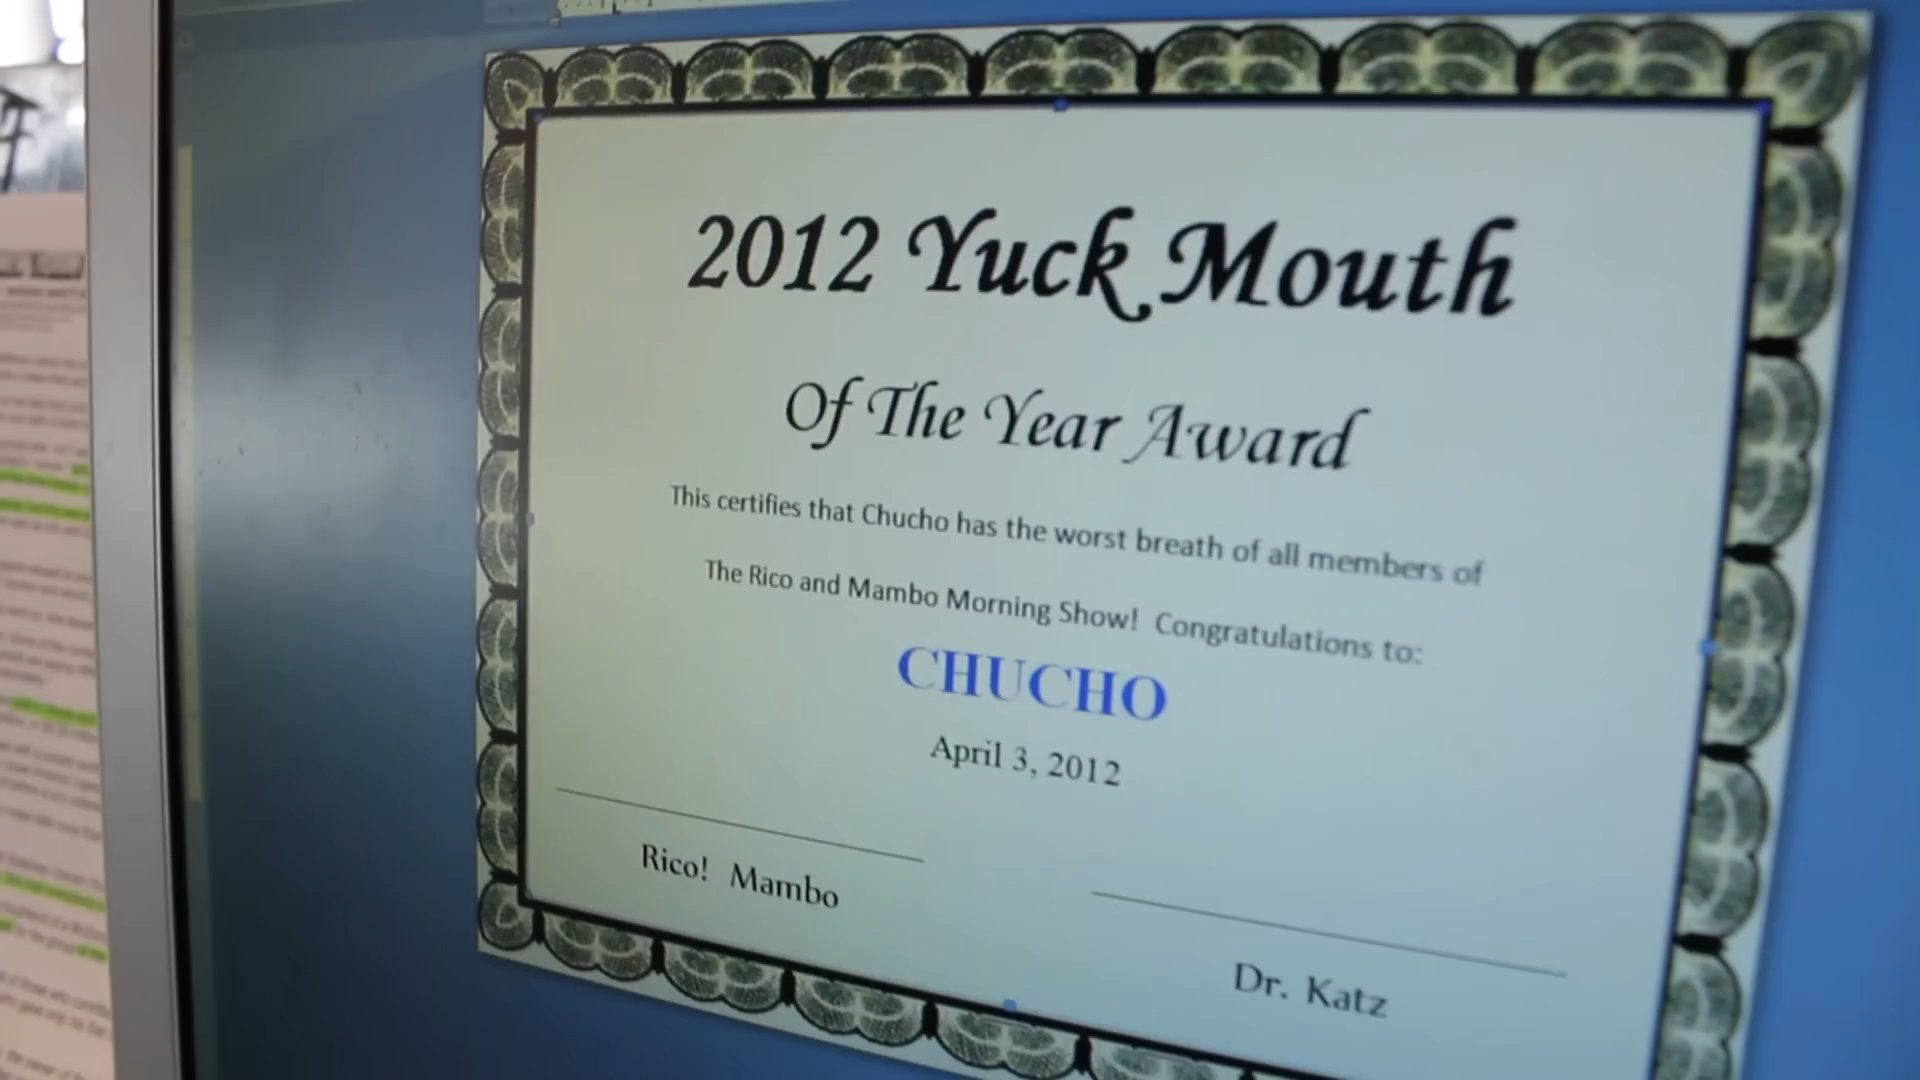 2012 Yuck Mouth
Of The Year Award
This certifies that Chucho has the worst breath of all members of
The Rico and Mambo Morning Show! Congratulations to:
CHUCHO
April 3, 2012
Rico! Mambo
Dr. Katz